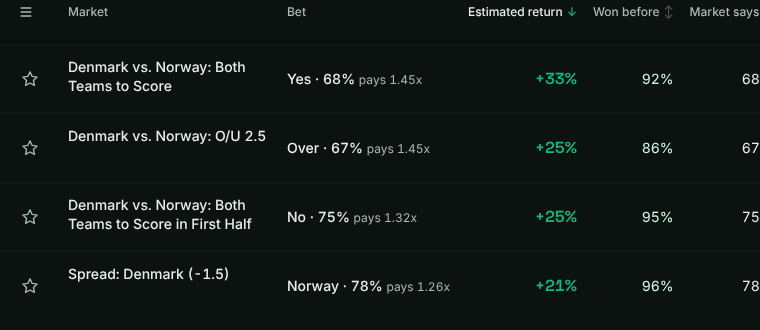 Market Bet Estimated return ↓ Won before ↕ Market says
Denmark vs. Norway: Both
Teams to Score
Yes · 68% pays 1.45x +33% 92% 68
Denmark vs. Norway: O/U 2.5
Over · 67% pays 1.45x +25% 86% 67
Denmark vs. Norway: Both
Teams to Score in First Half
No · 75% pays 1.32x +25% 95% 75
Spread: Denmark (-1.5)
Norway · 78% pays 1.26x +21% 96% 78